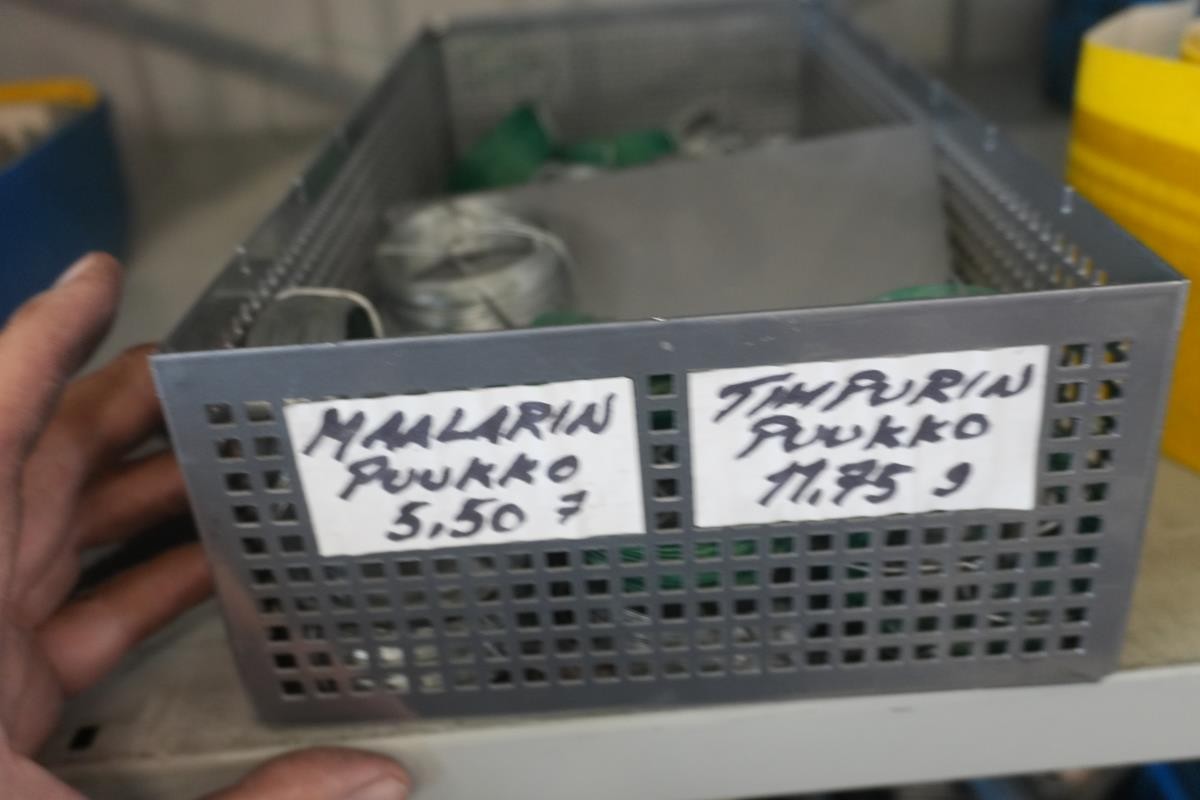 MAALARIN
PUUKKO
5,50 7
TIMPURIN
PUUKKO
11,75 9